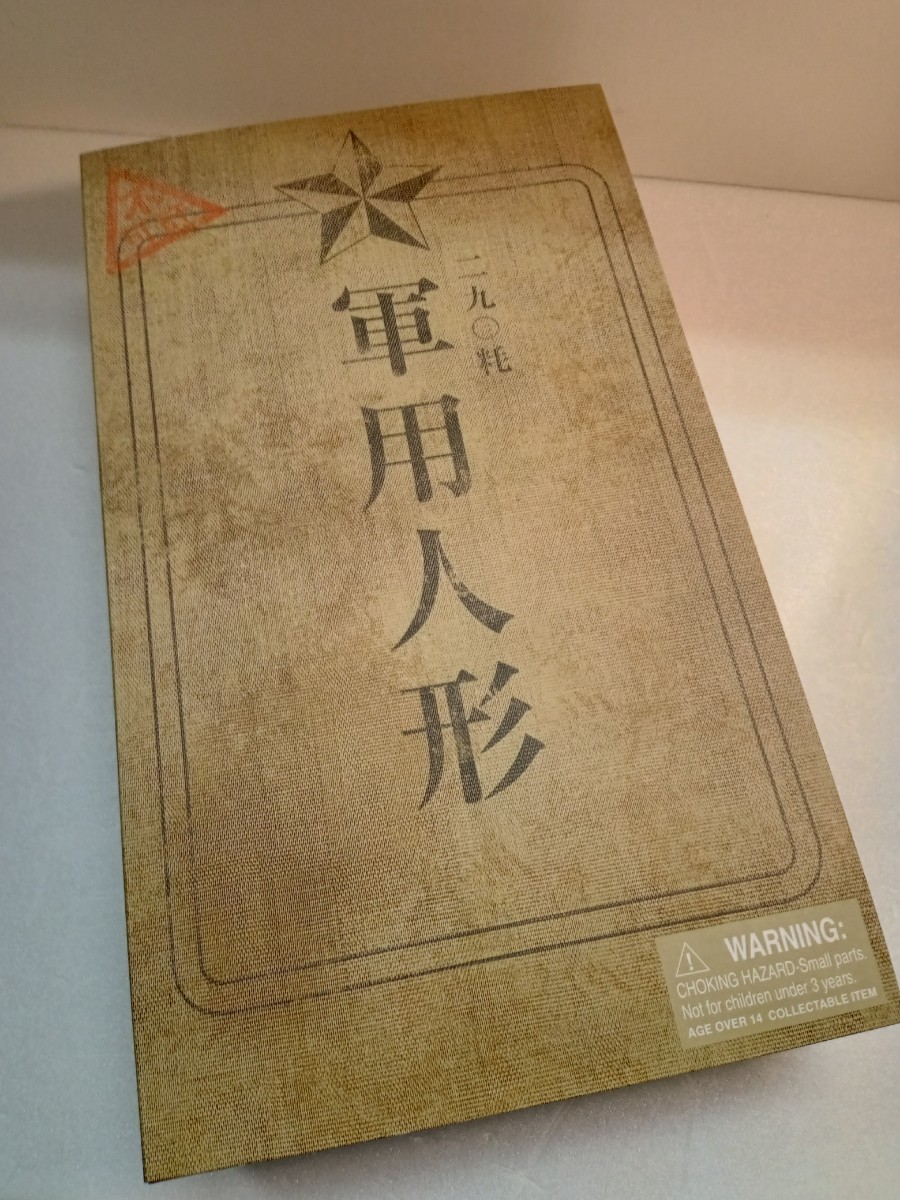 二九〇粍
軍用人形
WARNING:
CHOKING HAZARD-Small parts.
Not for children under 3 years.
AGE OVER 14 COLLECTABLE ITEM